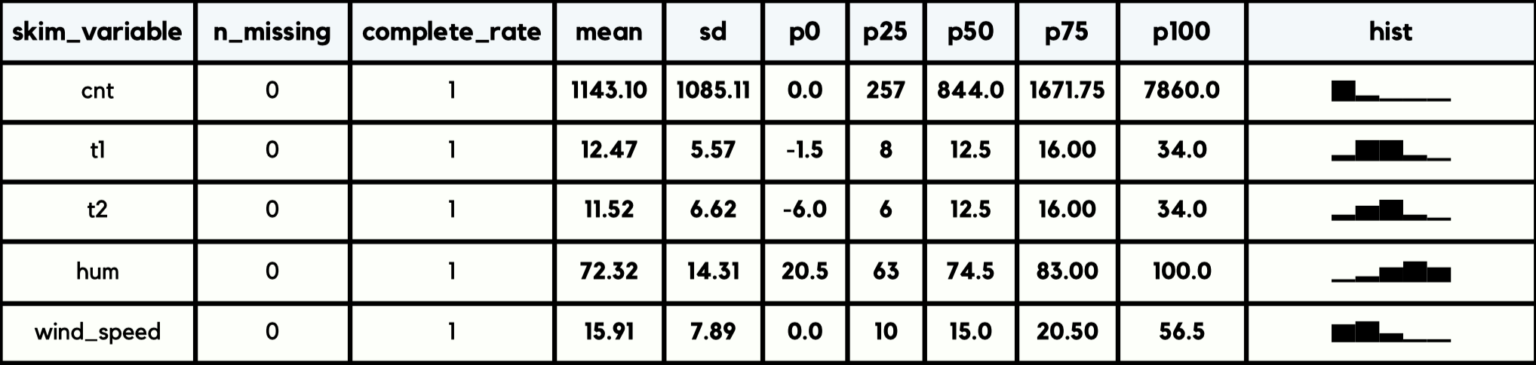 skim_variable n_missing complete_rate mean sd p0 p25 p50 p75 p100 hist
cnt 0 1 1143.10 1085.11 0.0 257 844.0 1671.75 7860.0
t1 0 1 12.47 5.57 -1.5 8 12.5 16.00 34.0
t2 0 1 11.52 6.62 -6.0 6 12.5 16.00 34.0
hum 0 1 72.32 14.31 20.5 63 74.5 83.00 100.0
wind_speed 0 1 15.91 7.89 0.0 10 15.0 20.50 56.5